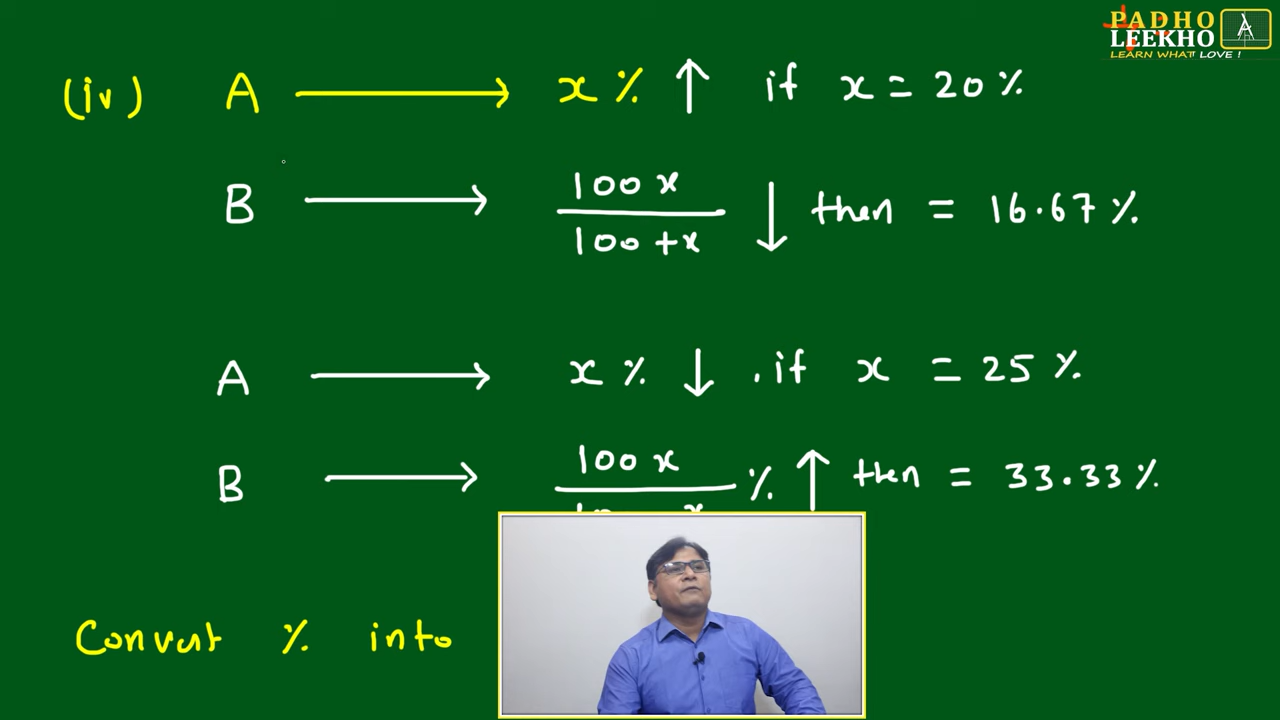 PADHO
LEEKHO
LEARN WHAT LOVE !
(iv) A → x % ↑ if x = 20 %
B → 100 x / 100 + x ↓ then = 16.67 %
A → x % ↓ . if x = 25 %
B → 100 x % ↑ then = 33.33 %
Convert % into